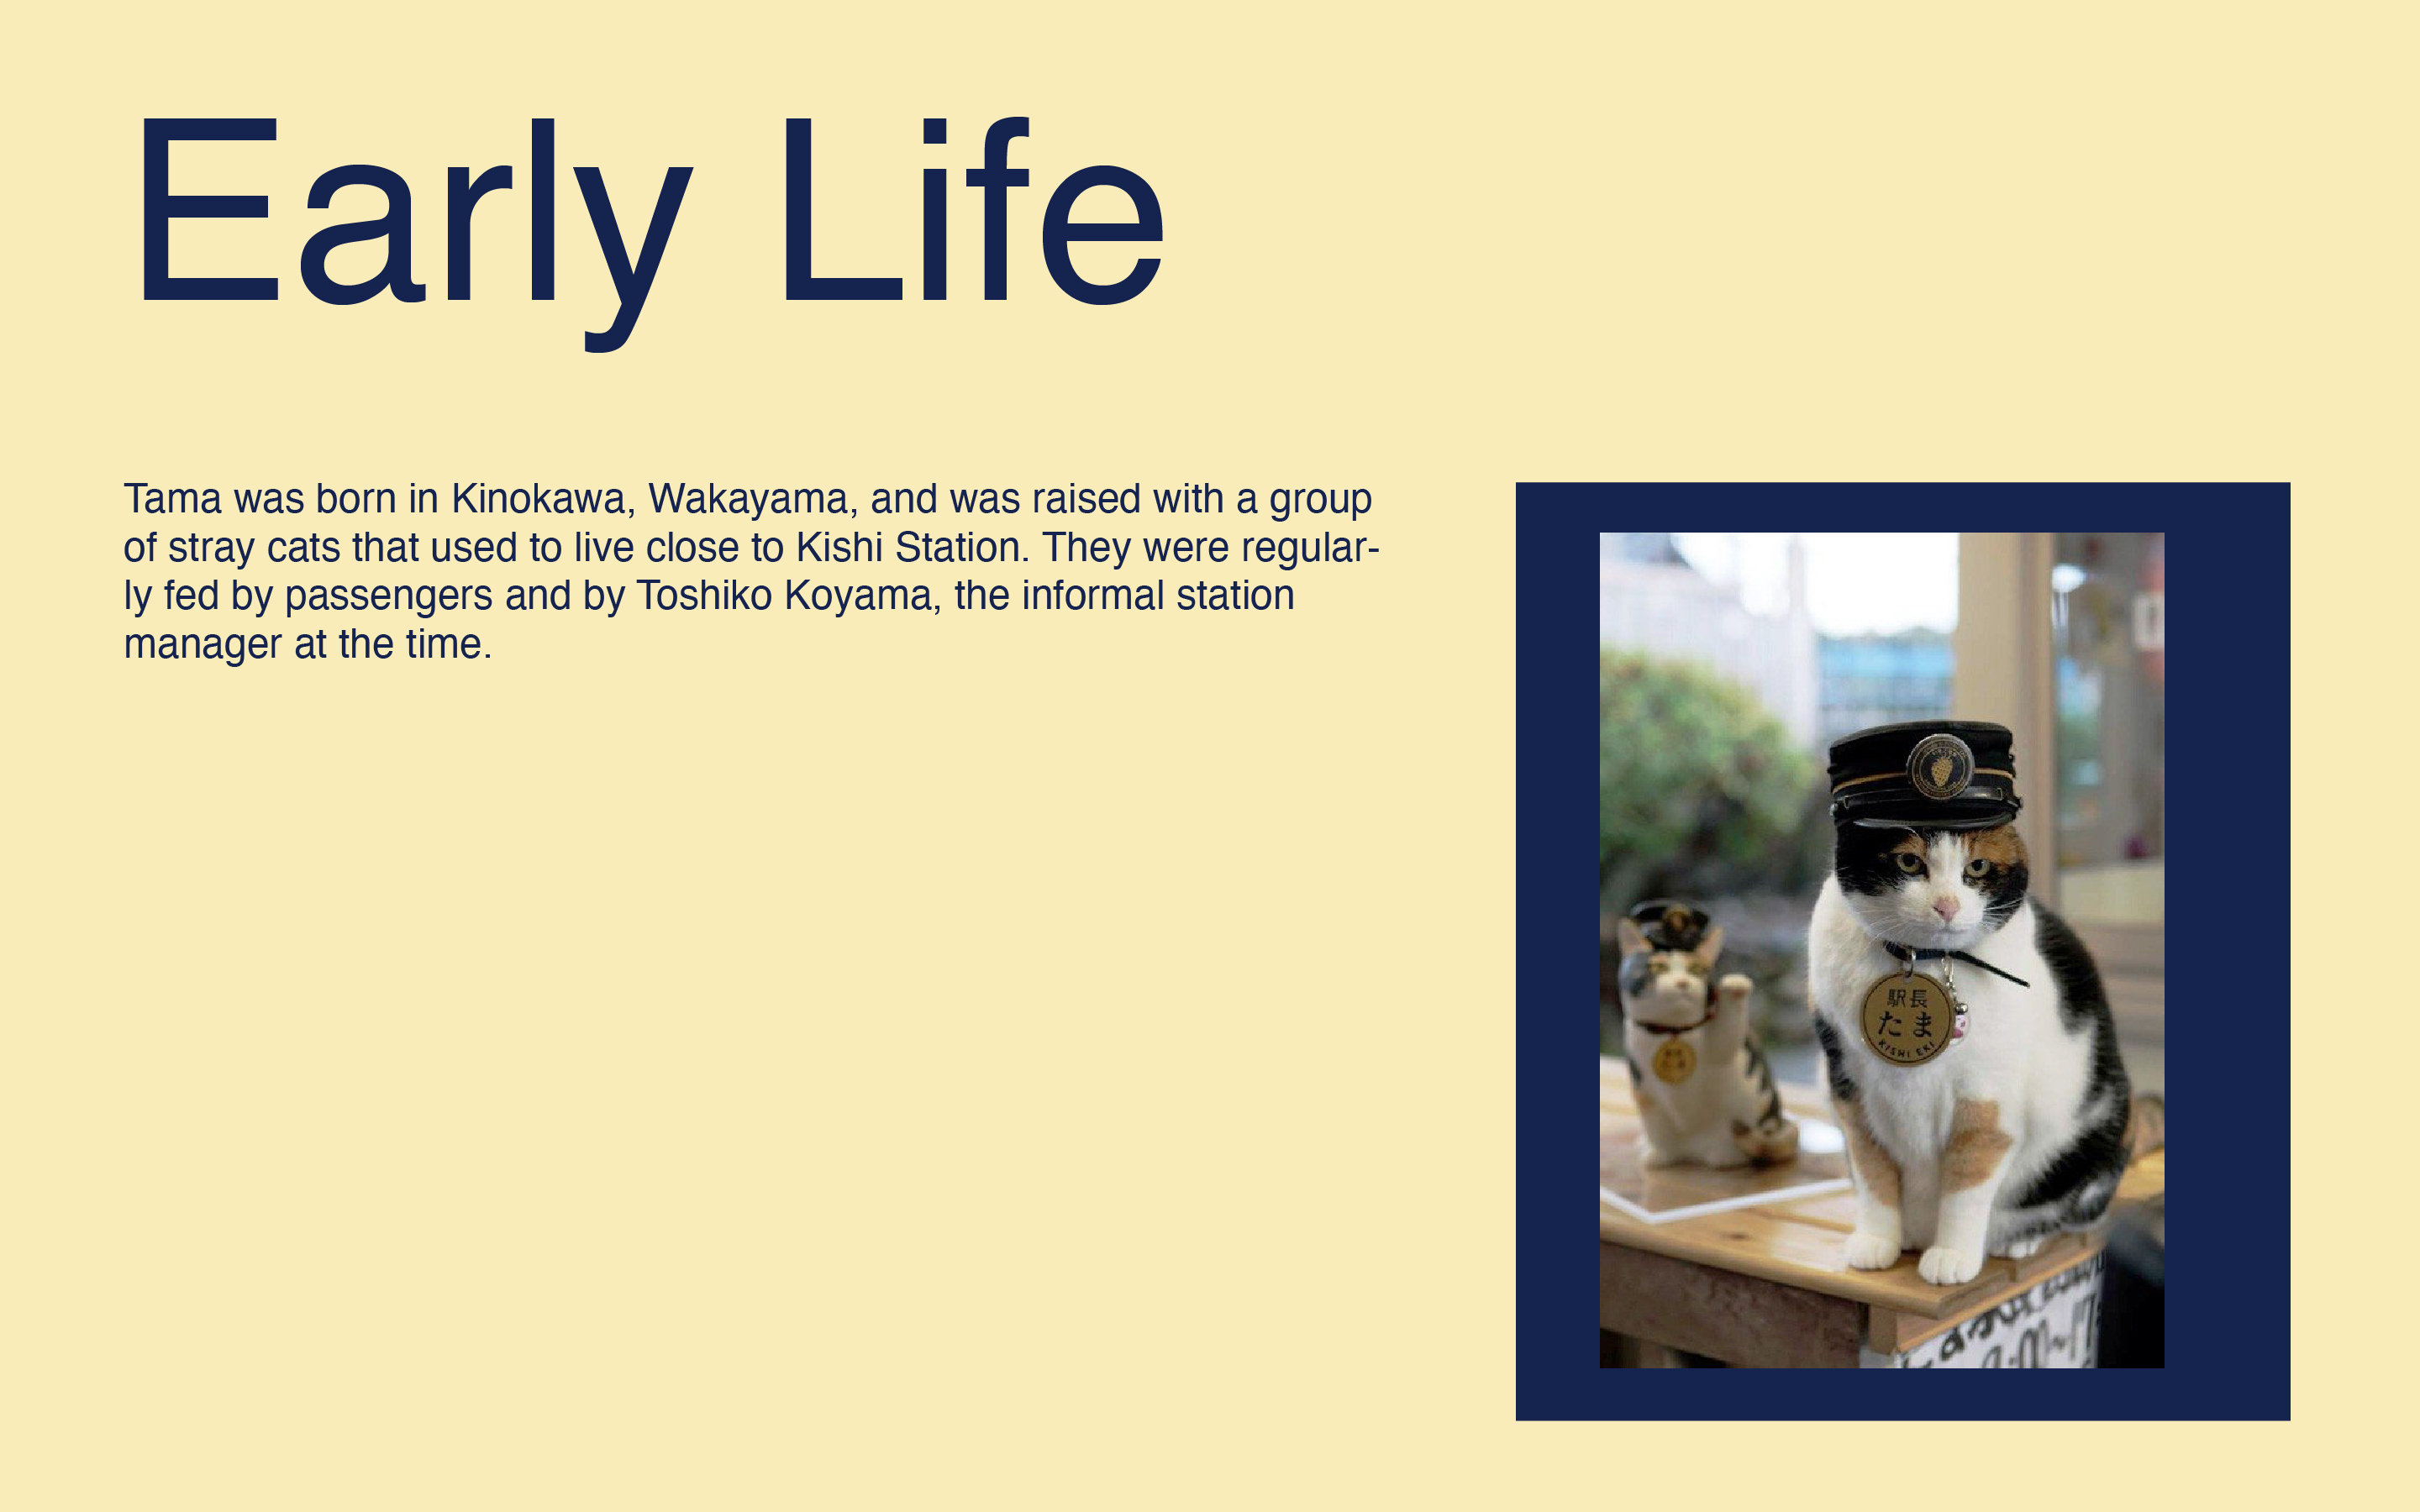 Early Life
Tama was born in Kinokawa, Wakayama, and was raised with a group
of stray cats that used to live close to Kishi Station. They were regular-
ly fed by passengers and by Toshiko Koyama, the informal station
manager at the time.
駅長
たま
KISHI EKI